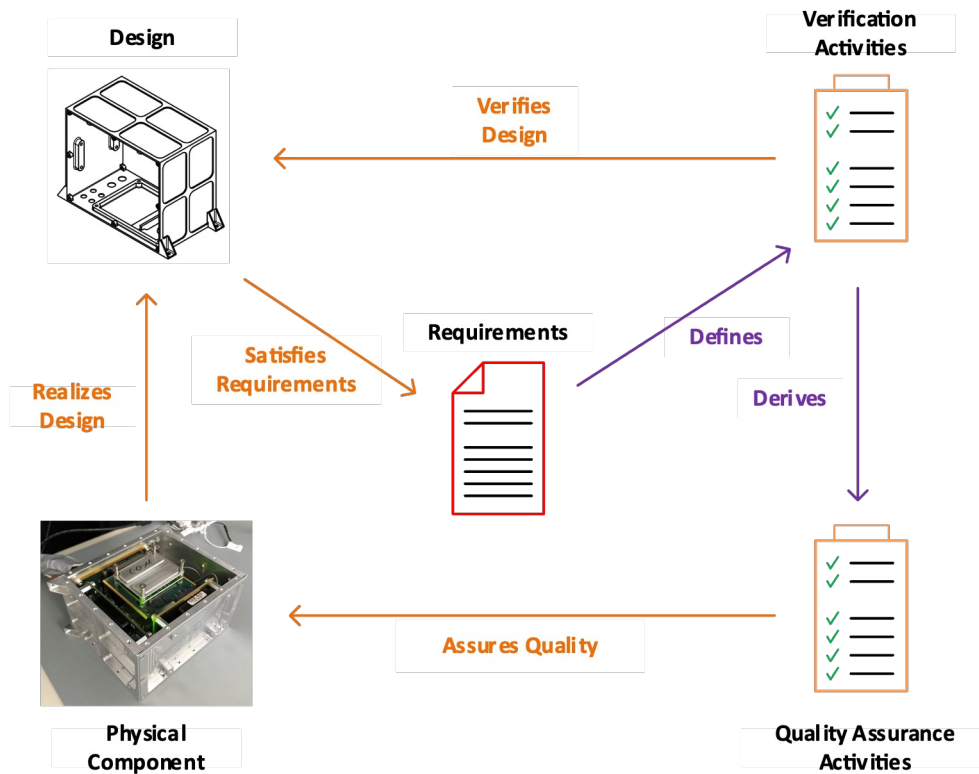 Design
Verification
Activities
Verifies
Design
Requirements
Defines
Satisfies
Requirements
Realizes
Design
Derives
Assures Quality
Physical
Component
Quality Assurance
Activities